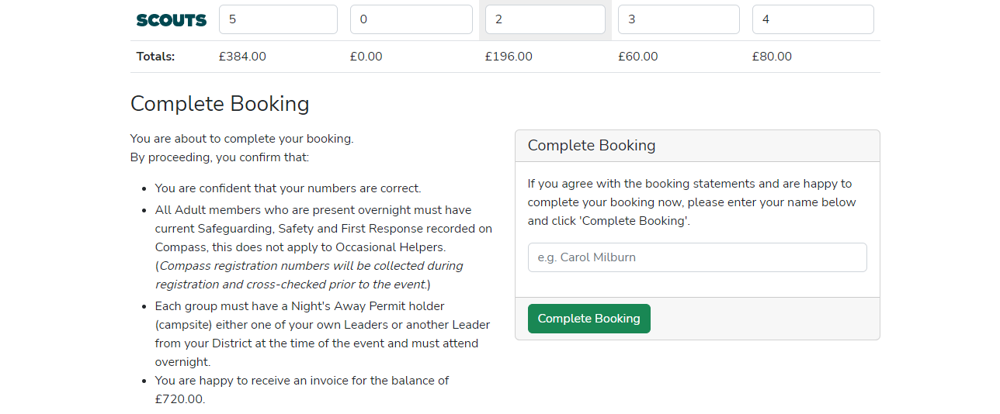 SCOUTS 5 0 2 3 4
Totals: £384.00 £0.00 £196.00 £60.00 £80.00
Complete Booking
You are about to complete your booking.
By proceeding, you confirm that:
• You are confident that your numbers are correct.
• All Adult members who are present overnight must have
current Safeguarding, Safety and First Response recorded on
Compass, this does not apply to Occasional Helpers.
(Compass registration numbers will be collected during
registration and cross-checked prior to the event.)
• Each group must have a Night's Away Permit holder
(campsite) either one of your own Leaders or another Leader
from your District at the time of the event and must attend
overnight.
• You are happy to receive an invoice for the balance of
£720.00.
Complete Booking
If you agree with the booking statements and are happy to
complete your booking now, please enter your name below
and click 'Complete Booking'.
e.g. Carol Milburn
Complete Booking